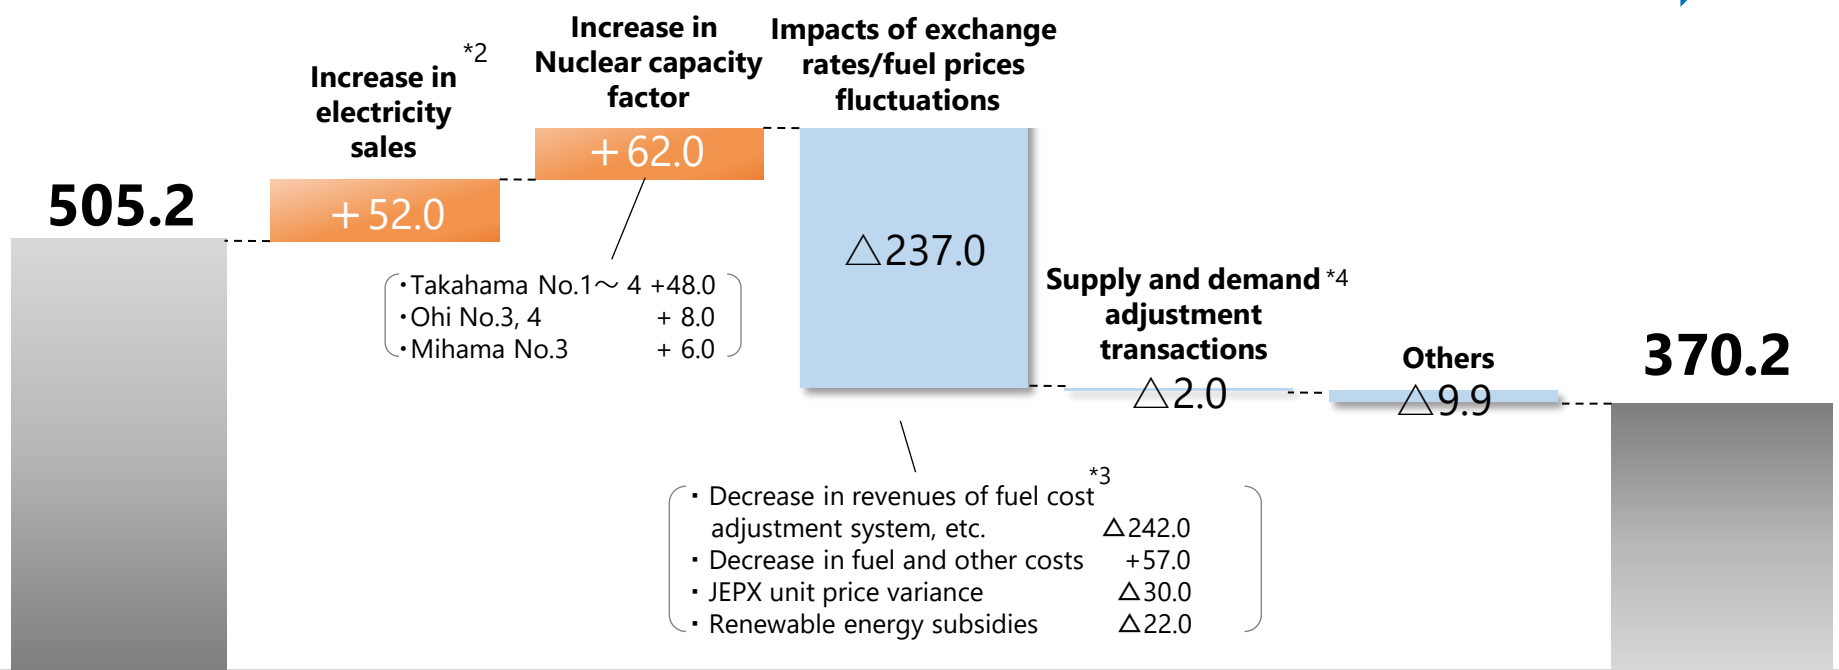 505.2
Increase in *2
electricity
sales
+52.0
Increase in
Nuclear capacity
factor
+62.0
・Takahama No.1～ 4 +48.0
・Ohi No.3, 4 + 8.0
・Mihama No.3 + 6.0
Impacts of exchange
rates/fuel prices
fluctuations
△237.0
・ Decrease in revenues of fuel cost *3
adjustment system, etc. △242.0
・ Decrease in fuel and other costs +57.0
・ JEPX unit price variance △30.0
・ Renewable energy subsidies △22.0
Supply and demand *4
adjustment
transactions
△2.0
Others
△9.9
370.2